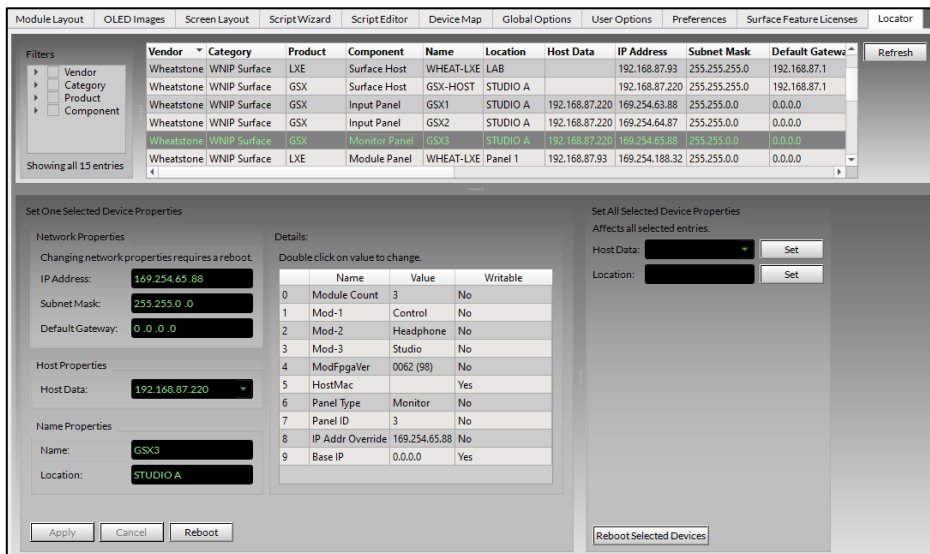 Module Layout OLED Images Screen Layout Script Wizard Script Editor Device Map Global Options User Options Preferences Surface Feature Licenses Locator
Filters
Vendor
Category
Product
Component
Showing all 15 entries
Vendor Category Product Component Name Location Host Data IP Address Subnet Mask Default Gatewa
Wheatstone WNIP Surface LXE Surface Host WHEAT-LXE LAB 192.168.87.93 255.255.255.0 192.168.87.1
Wheatstone WNIP Surface GSX Surface Host GSX-HOST STUDIO A 192.168.87.220 255.255.255.0 192.168.87.1
Wheatstone WNIP Surface GSX Input Panel GSX1 STUDIO A 192.168.87.220 169.254.63.88 255.255.0.0 0.0.0.0
Wheatstone WNIP Surface GSX Input Panel GSX2 STUDIO A 192.168.87.220 169.254.64.87 255.255.0.0 0.0.0.0
Wheatstone WNIP Surface GSX Monitor Panel GSX3 STUDIO A 192.168.87.220 169.254.65.88 255.255.0.0 0.0.0.0
Wheatstone WNIP Surface LXE Module Panel WHEAT-LXE Panel 1 192.168.87.93 169.254.188.32 255.255.0.0 0.0.0.0
Refresh
Set One Selected Device Properties
Network Properties
Changing network properties requires a reboot.
IP Address: 169.254.65.88
Subnet Mask: 255.255.0 .0
Default Gateway: 0 .0 .0 .0
Host Properties
Host Data: 192.168.87.220
Name Properties
Name: GSX3
Location: STUDIO A
Apply Cancel Reboot
Details:
Double click on value to change.
Name Value Writable
0 Module Count 3 No
1 Mod-1 Control No
2 Mod-2 Headphone No
3 Mod-3 Studio No
4 ModFpgaVer 0062 (98) No
5 HostMac Yes
6 Panel Type Monitor No
7 Panel ID 3 No
8 IP Addr Override 169.254.65.88 No
9 Base IP 0.0.0.0 Yes
Set All Selected Device Properties
Affects all selected entries.
Host Data: Set
Location: Set
Reboot Selected Devices